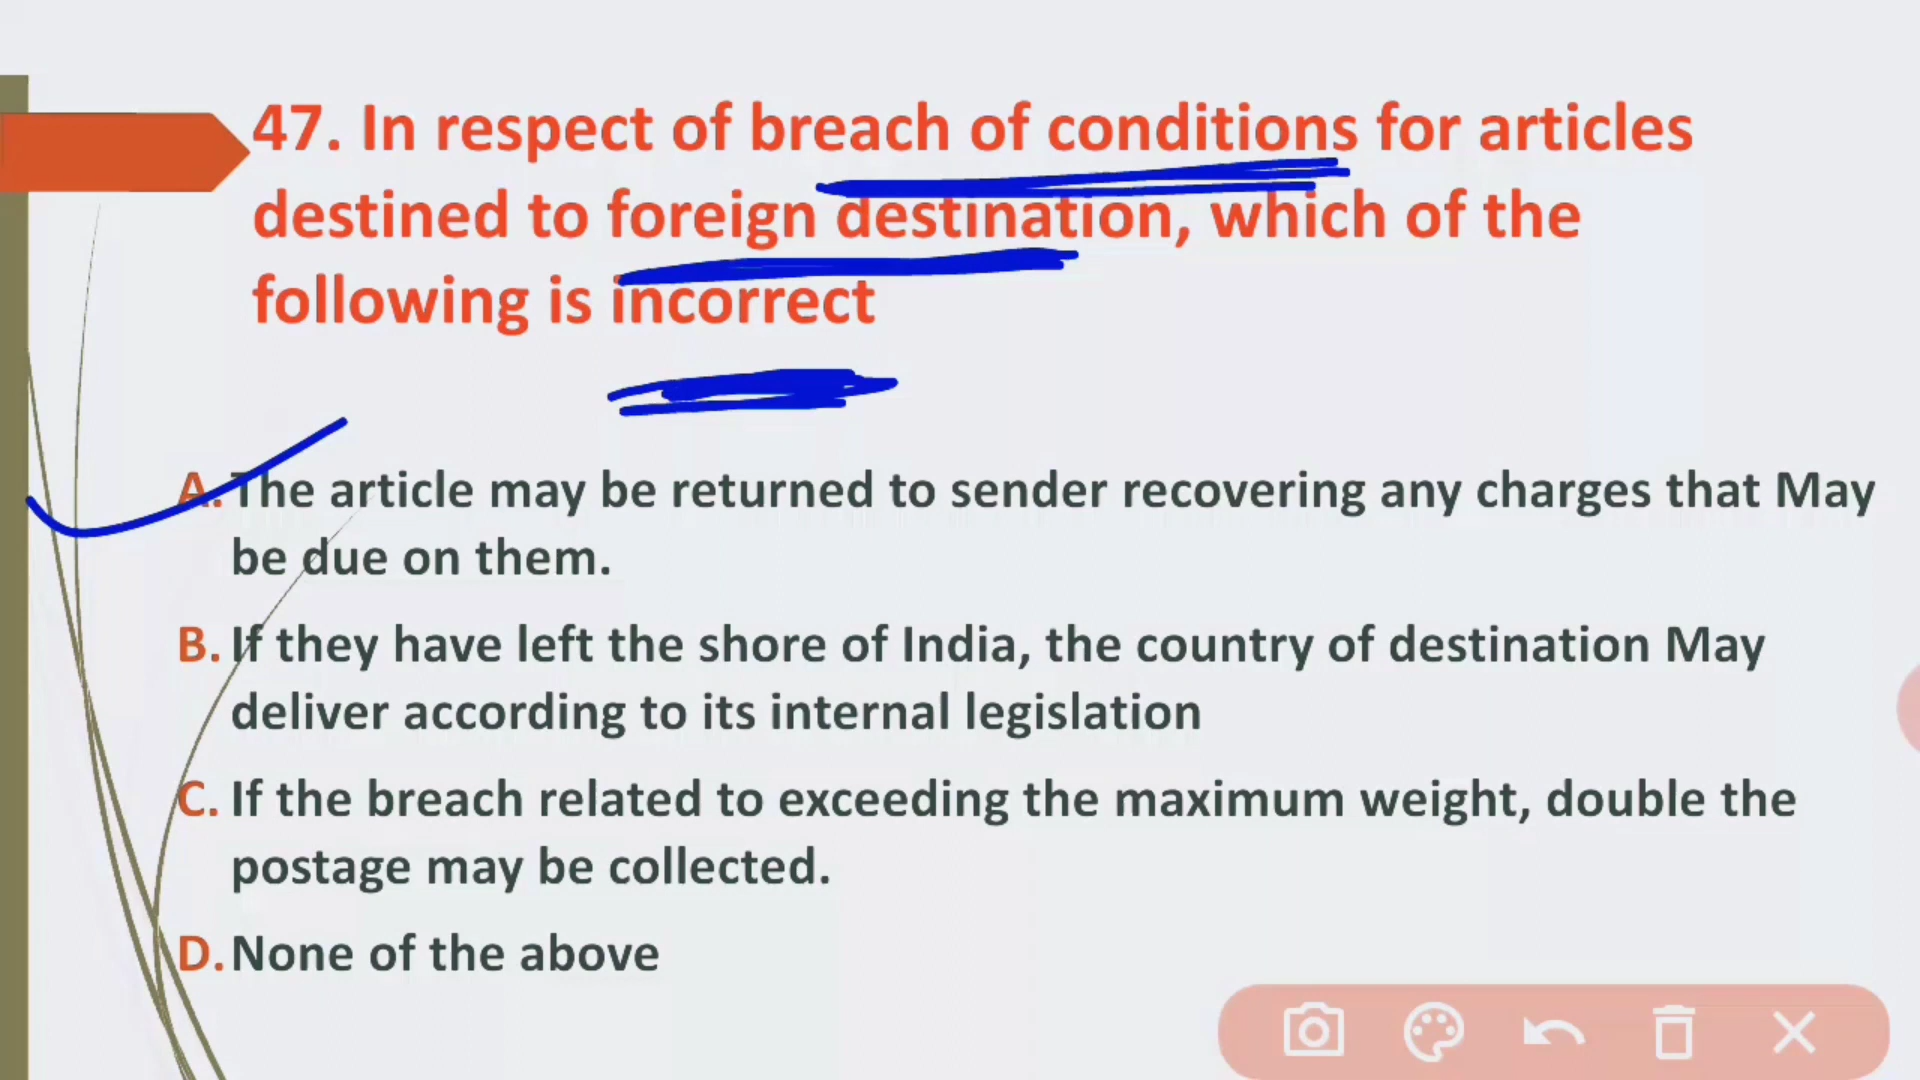 47. In respect of breach of conditions for articles
destined to foreign destination, which of the
following is incorrect
A. The article may be returned to sender recovering any charges that May
be due on them.
B. If they have left the shore of India, the country of destination May
deliver according to its internal legislation
C. If the breach related to exceeding the maximum weight, double the
postage may be collected.
D. None of the above